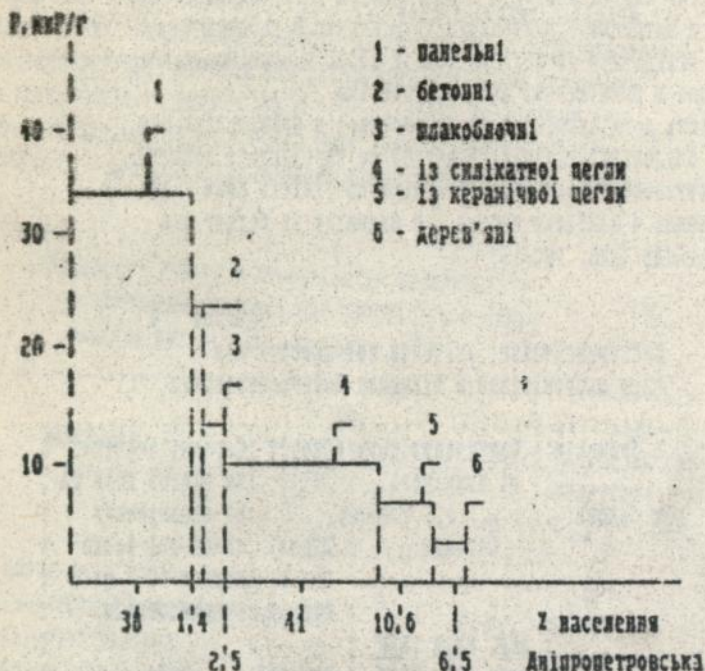 P, мкР/г
1 - панельні
2 - бетонні
3 - шлакоблочні
4 - із силікатної цегли
5 - із керамічної цегли
6 - дерев'яні
1
40
30
2
20
3
4
5
10
6
38 1,4 41 10,6 % населення
2,5 6,5 Дніпропетровська